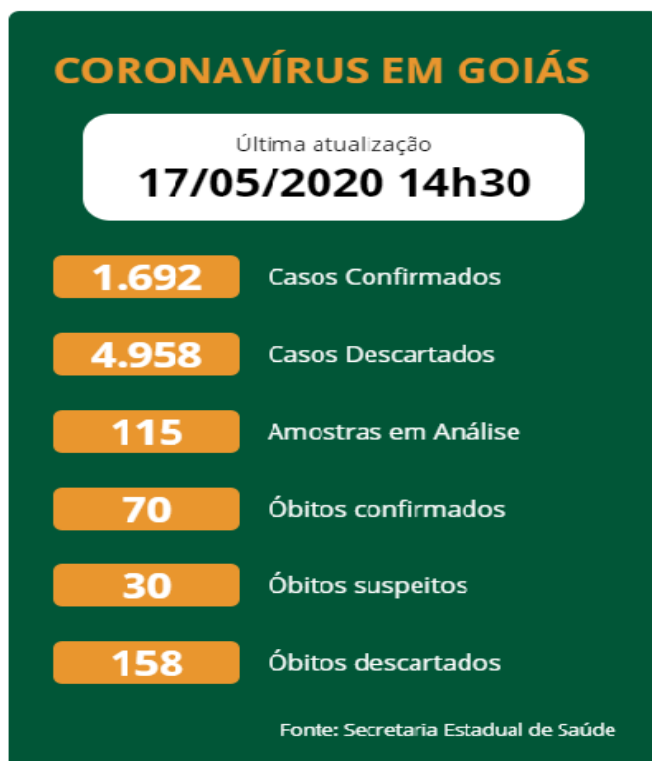 CORONAVÍRUS EM GOIÁS
Última atualização
17/05/2020 14h30
1.692 Casos Confirmados
4.958 Casos Descartados
115 Amostras em Análise
70 Óbitos confirmados
30 Óbitos suspeitos
158 Óbitos descartados
Fonte: Secretaria Estadual de Saúde